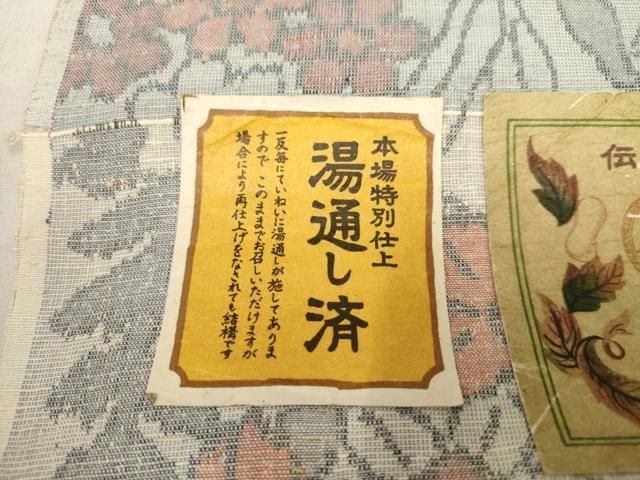 本場特別仕上
湯通し済
一反毎にていねいに湯通しが施してありま
すので このままでお召しいただけますが
場合により再仕上げをなされても結構です
伝